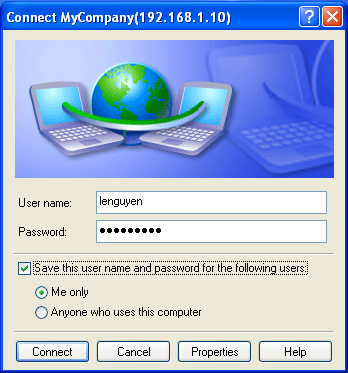 Connect MyCompany(192.168.1.10)
User name: lenguyen
Password: ●●●●●●●●●
Save this user name and password for the following users:
Me only
Anyone who uses this computer
Connect Cancel Properties Help